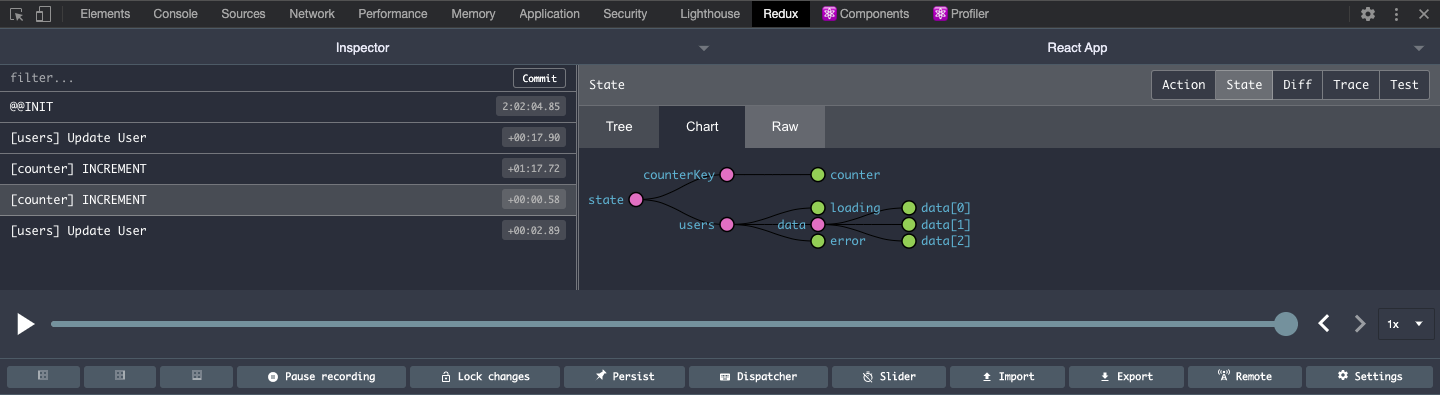 Elements Console Sources Network Performance Memory Application Security Lighthouse Redux Components Profiler
Inspector React App
filter... Commit
@@INIT 2:02:04.85
[users] Update User +00:17.90
[counter] INCREMENT +01:17.72
[counter] INCREMENT +00:00.58
[users] Update User +00:02.89
State Action State Diff Trace Test
Tree Chart Raw
counterKey counter
state
loading data[0]
users data data[1]
error data[2]
1x
Pause recording Lock changes Persist Dispatcher Slider Import Export Remote Settings